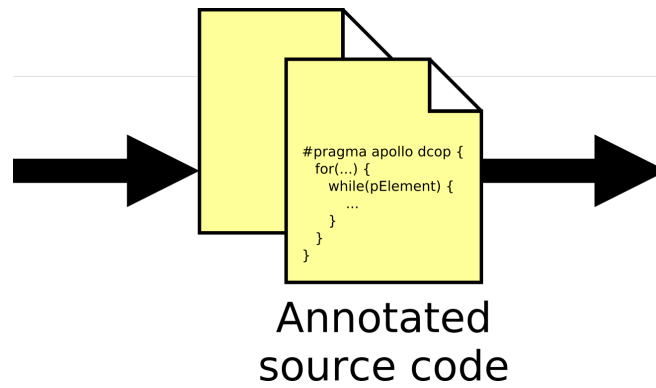 #pragma apollo dcop {
for(...) {
while(pElement) {
...
}
}
}
Annotated
source code